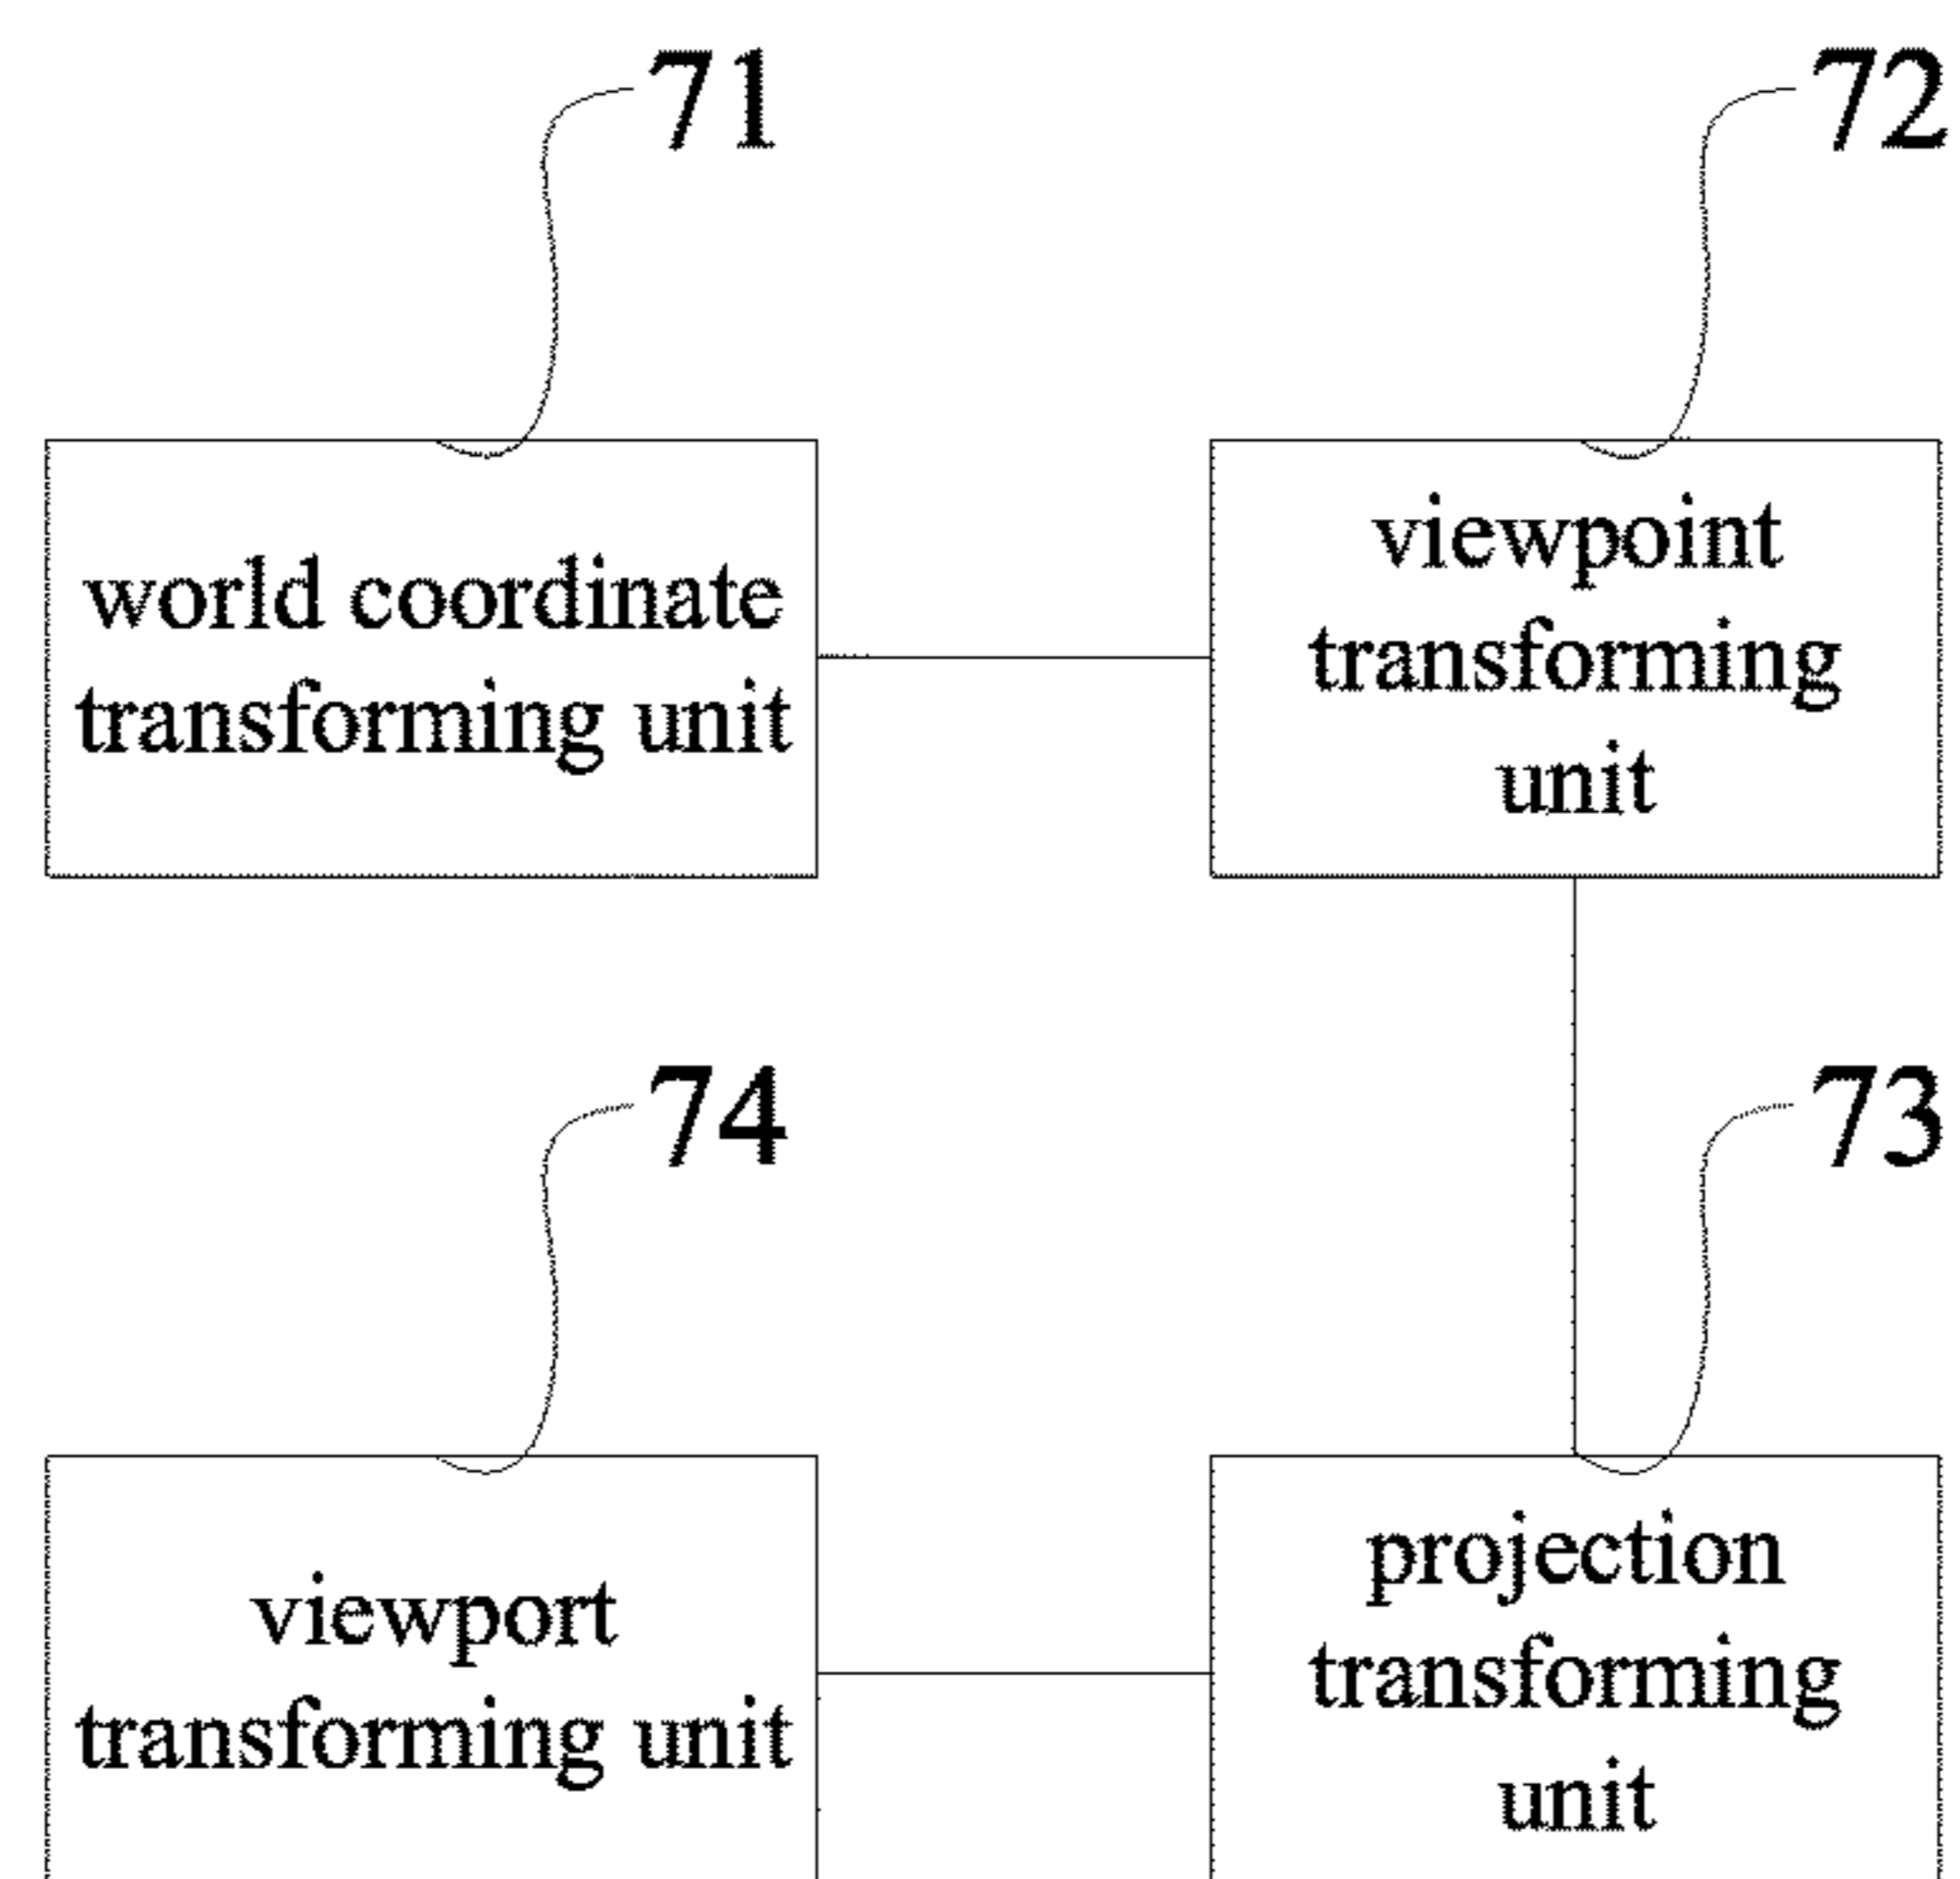 71
72
world coordinate
transforming unit
viewpoint
transforming
unit
74
73
viewport
transforming unit
projection
transforming
unit